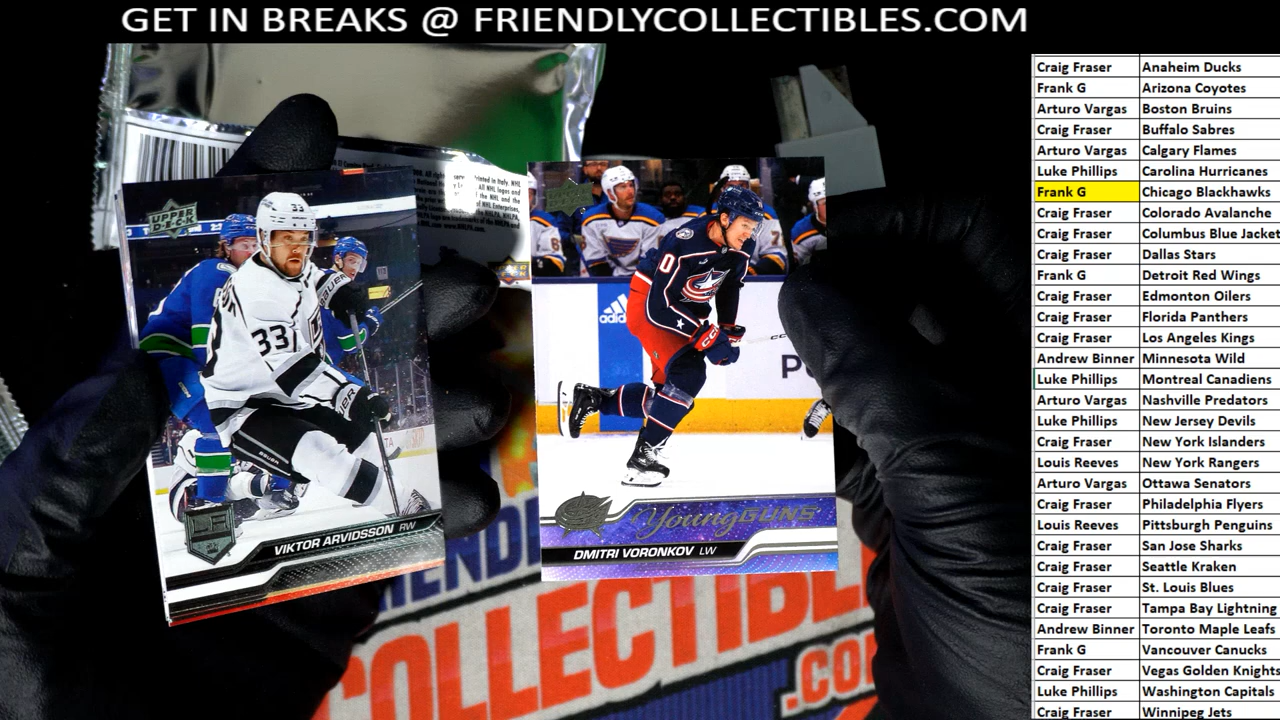 GET IN BREAKS @ FRIENDLYCOLLECTIBLES.COM
Craig Fraser Anaheim Ducks
Frank G Arizona Coyotes
Arturo Vargas Boston Bruins
Craig Fraser Buffalo Sabres
Arturo Vargas Calgary Flames
Luke Phillips Carolina Hurricanes
Frank G Chicago Blackhawks
Craig Fraser Colorado Avalanche
Craig Fraser Columbus Blue Jacket
Craig Fraser Dallas Stars
Frank G Detroit Red Wings
Craig Fraser Edmonton Oilers
Craig Fraser Florida Panthers
Craig Fraser Los Angeles Kings
Andrew Binner Minnesota Wild
Luke Phillips Montreal Canadiens
Arturo Vargas Nashville Predators
Luke Phillips New Jersey Devils
Craig Fraser New York Islanders
Louis Reeves New York Rangers
Arturo Vargas Ottawa Senators
Craig Fraser Philadelphia Flyers
Louis Reeves Pittsburgh Penguins
Craig Fraser San Jose Sharks
Craig Fraser Seattle Kraken
Craig Fraser St. Louis Blues
Craig Fraser Tampa Bay Lightning
Andrew Binner Toronto Maple Leafs
Frank G Vancouver Canucks
Craig Fraser Vegas Golden Knights
Luke Phillips Washington Capitals
Craig Fraser Winnipeg Jets
UPPER DECK
33
33
BAUER
VIKTOR ARVIDSSON RW
adidas
CCM
Young GUNS
DMITRI VORONKOV LW
COLLECTIBL
.CO